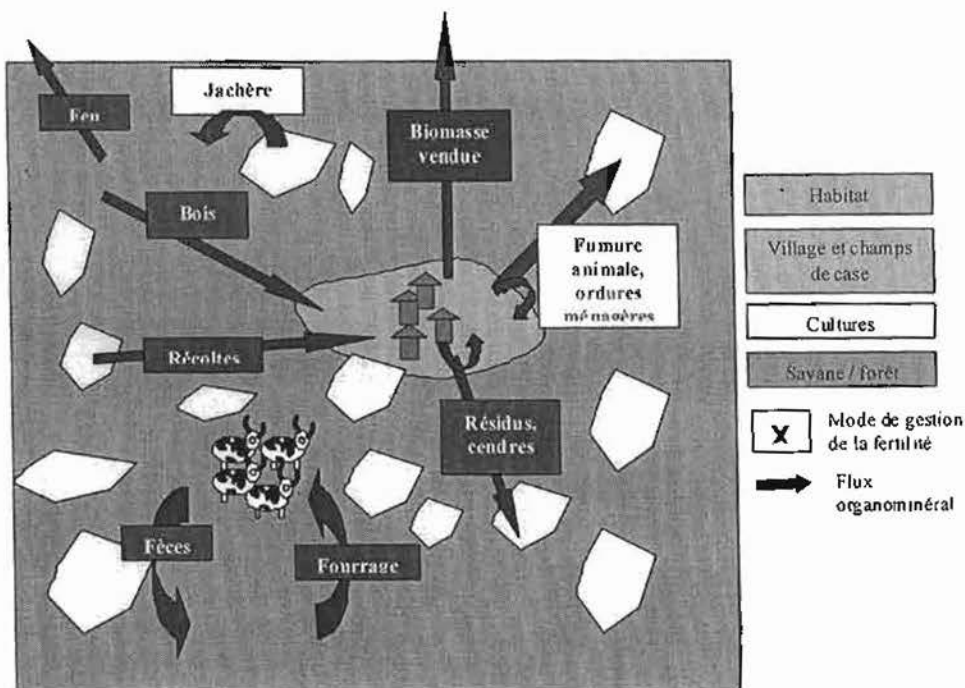 Feu
Jachère
Biomasse
vendue
Bois
Fumure
animale,
ordures
ménagères
Récoltes
Résidus,
cendres
Fèces
Fourrage
Habitat
Village et champs
de case
Cultures
Savane / forêt
X
Mode de gestion
de la fertilité
Flux
organominéral